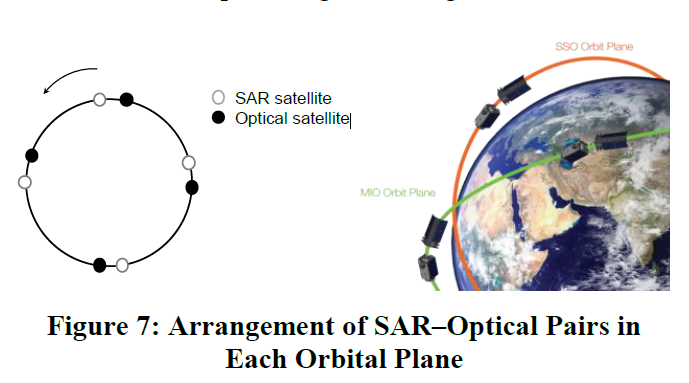 SAR satellite
Optical satellite
SSO Orbit Plane
MIO Orbit Plane
Figure 7: Arrangement of SAR–Optical Pairs in
Each Orbital Plane